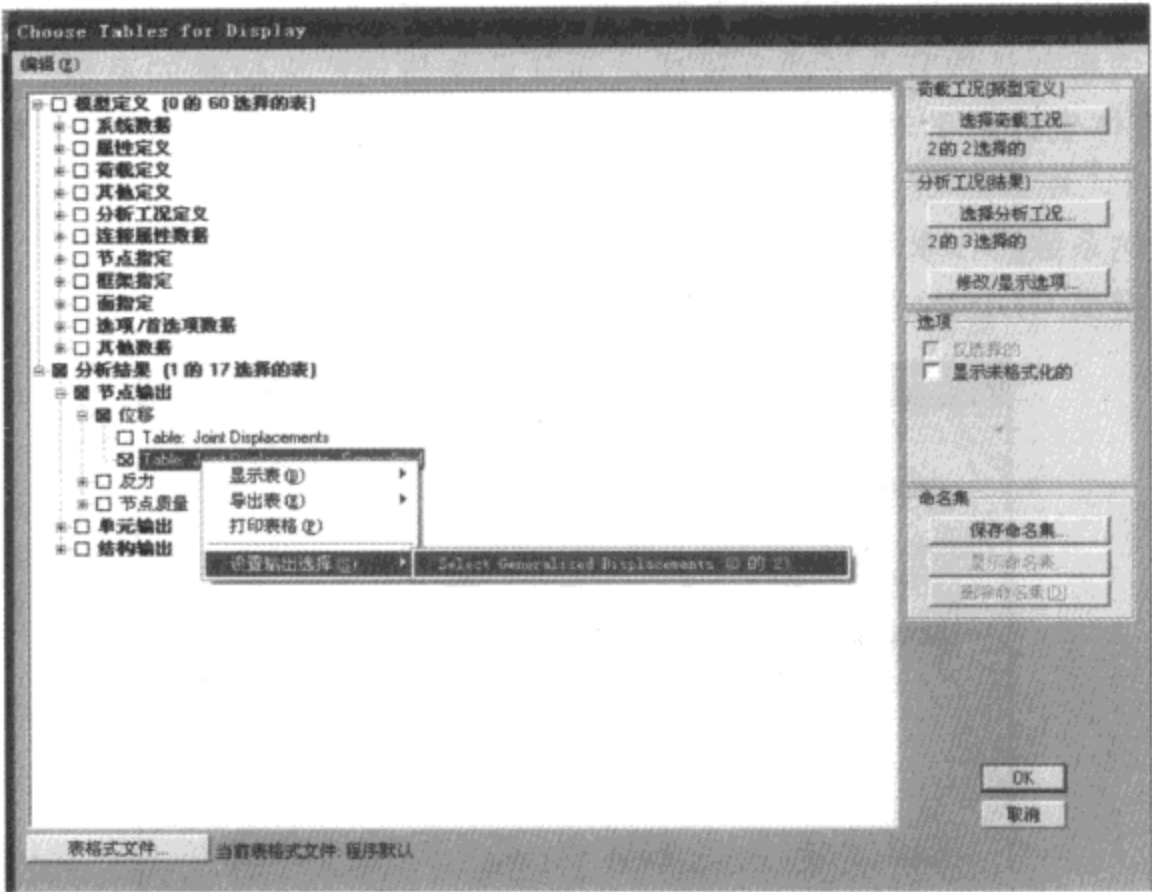 Choose Tables for Display
编辑(E)
模型定义 (0 的 60 选择的表)
系统数据
属性定义
荷载定义
其他定义
分析工况定义
连接属性数据
节点指定
框架指定
面指定
选项/首选项数据
其他数据
分析结果 (1 的 17 选择的表)
节点输出
位移
Table: Joint Displacements
Table:
反力
节点质量
单元输出
结构输出
显示表(D)
导出表(E)
打印表格(P)
设置输出选择(S)
Select Generalized Displacements (0 的 2)
荷载工况(模型定义)
选择荷载工况...
2的 2选择的
分析工况(结果)
选择分析工况...
2的 3选择的
修改/显示选项...
选项
仅选择的
显示未格式化的
命名集
保存命名集...
显示命名集...
删除命名集(D)...
OK
取消
表格式文件...
当前表格式文件: 程序默认